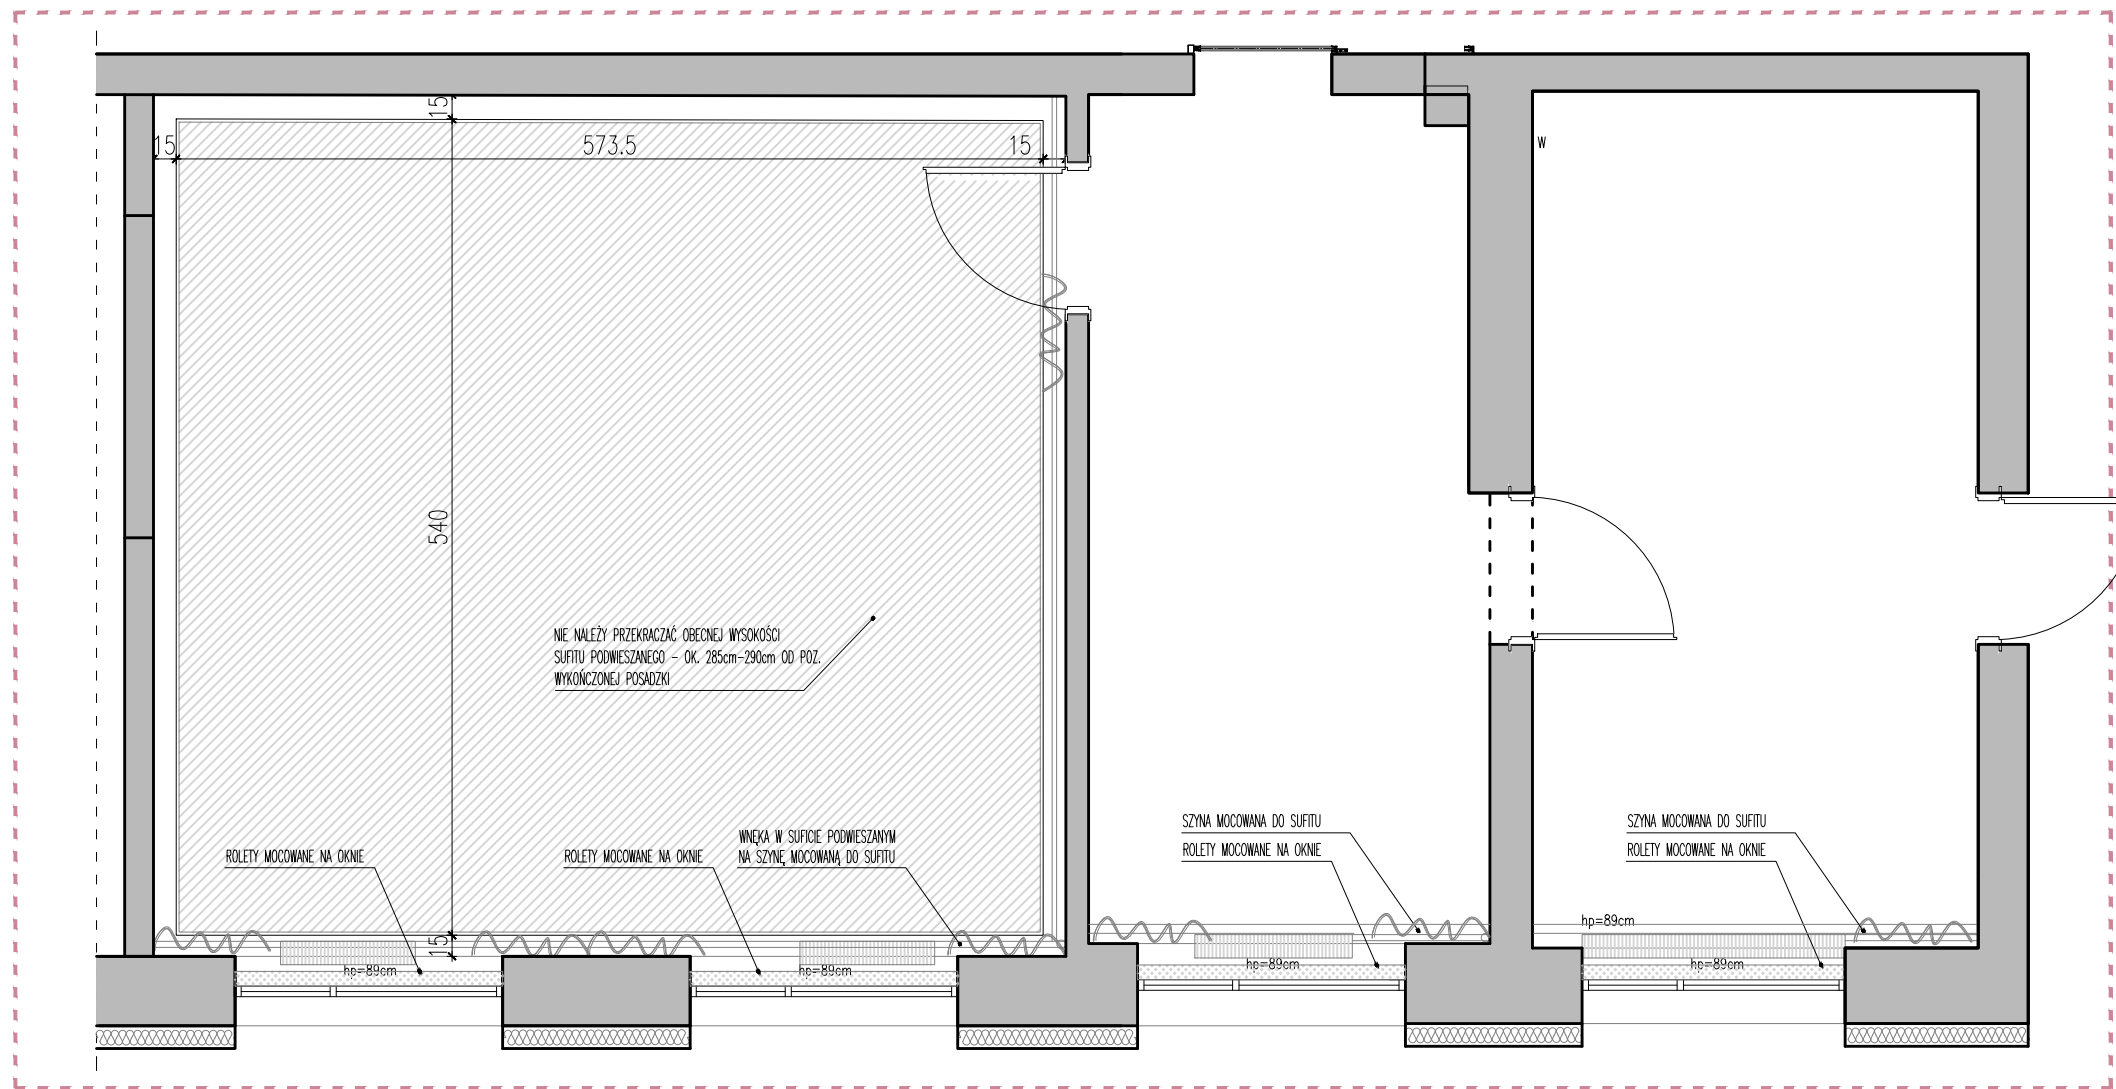 15
15
573.5
15
W
540
NIE NALEŻY PRZEKRACZAĆ OBECNEJ WYSOKOŚCI
SUFITU PODWIESZANEGO - OK. 285cm-290cm OD POZ.
WYKOŃCZONEJ POSADZKI
SZYNA MOCOWANA DO SUFITU
ROLETY MOCOWANE NA OKNIE
SZYNA MOCOWANA DO SUFITU
ROLETY MOCOWANE NA OKNIE
WNĘKA W SUFICIE PODWIESZANYM
NA SZYNĘ MOCOWANĄ DO SUFITU
ROLETY MOCOWANE NA OKNIE
ROLETY MOCOWANE NA OKNIE
hp=89cm
15
hp=89cm
hp=89cm
hp=89cm
hp=89cm